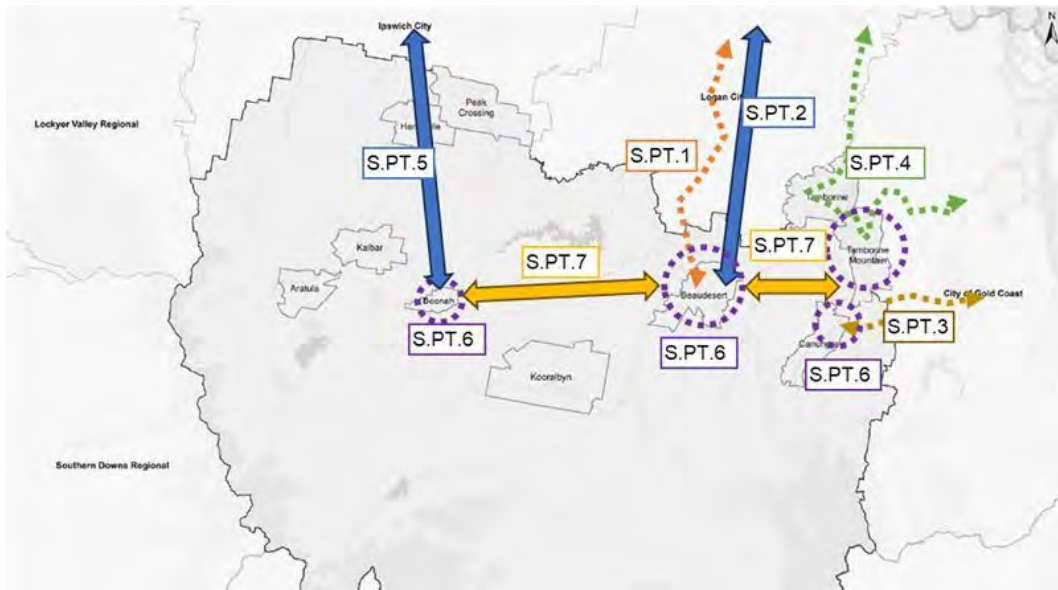 Ipswich City
N
Peak
Crossing
Logan City
S.PT.2
Lockyer Valley Regional
S.PT.5
S.PT.1
S.PT.4
Kalbar
S.PT.7
S.PT.7
Tamborine
Mountain
Aratula
Boonah
Beaudesert
City of Gold Coast
S.PT.3
S.PT.6
S.PT.6
S.PT.6
Kooralbyn
Southern Downs Regional